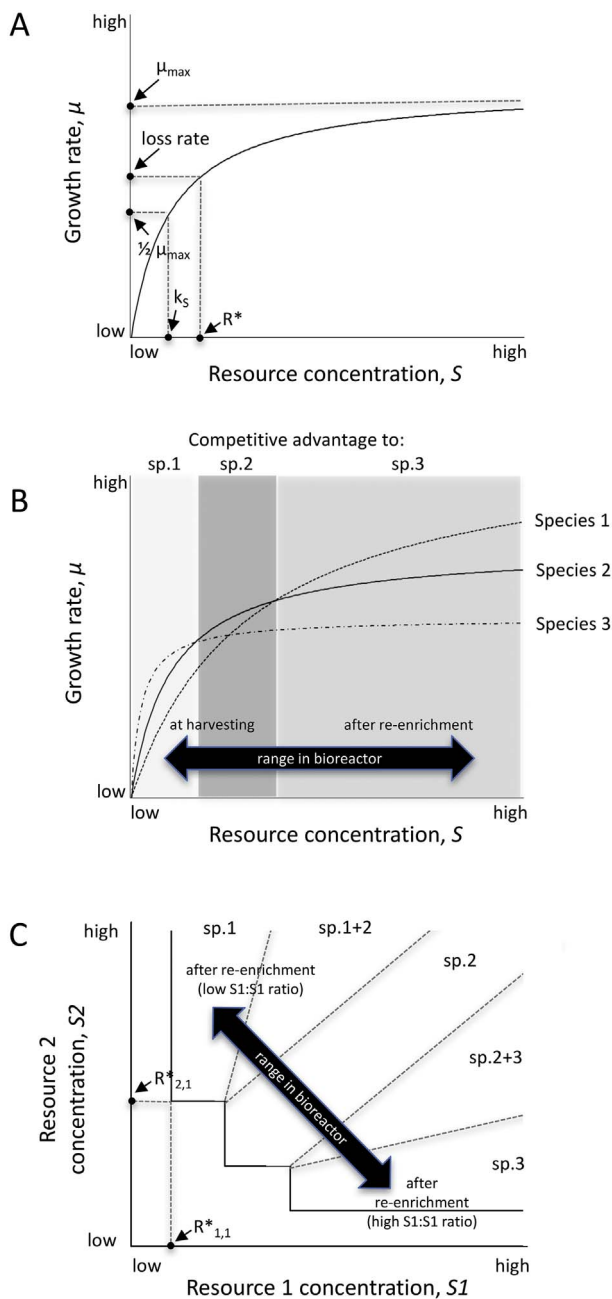 A
high
μmax
loss rate
½ μmax
Growth rate, μ
kS
R*
low
low
high
Resource concentration, S
Competitive advantage to:
sp.1
sp.2
sp.3
B
high
Species 1
Species 2
Species 3
Growth rate, μ
at harvesting
after re-enrichment
range in bioreactor
low
low
high
Resource concentration, S
C
high
sp.1
sp.1+2
sp.2
after re-enrichment
(low S1:S1 ratio)
range in bioreactor
Resource 2
concentration, S2
R*2,1
sp.2+3
sp.3
after
re-enrichment
(high S1:S1 ratio)
R*1,1
low
low
high
Resource 1 concentration, S1